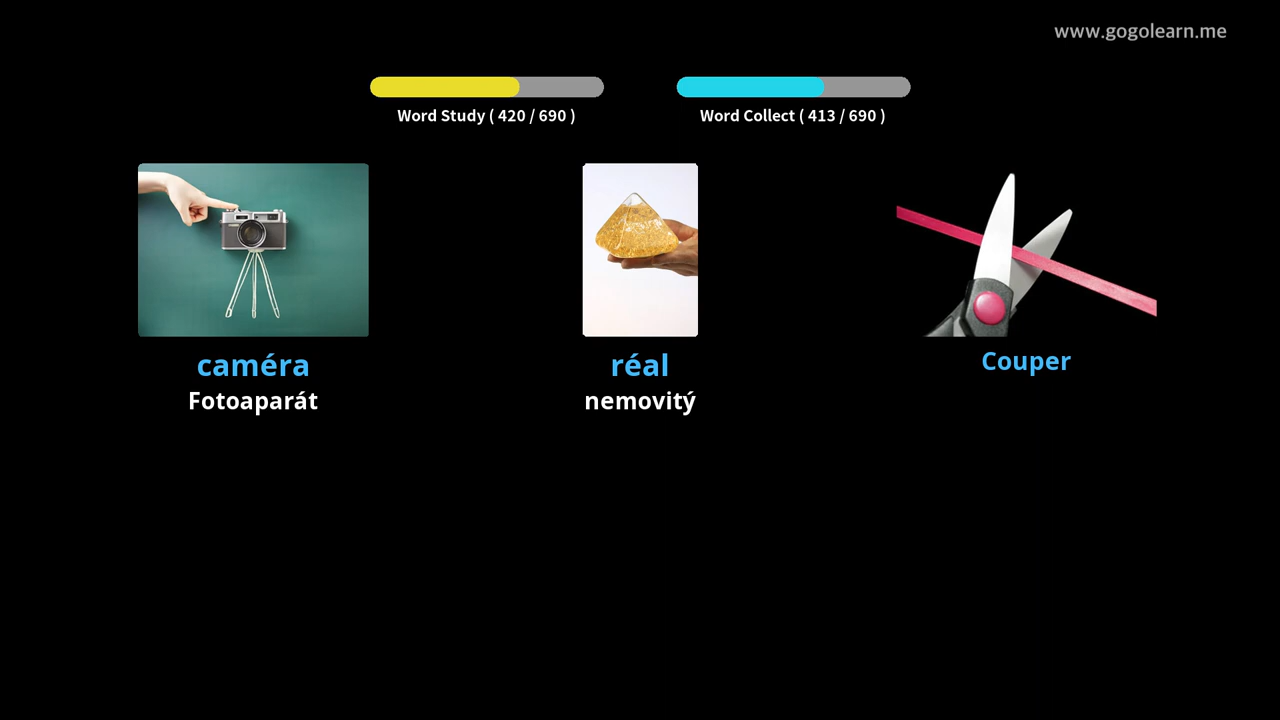 www.gogolearn.me
Word Study ( 420 / 690 )
Word Collect ( 413 / 690 )
caméra
Fotoaparát
réal
nemovitý
Couper